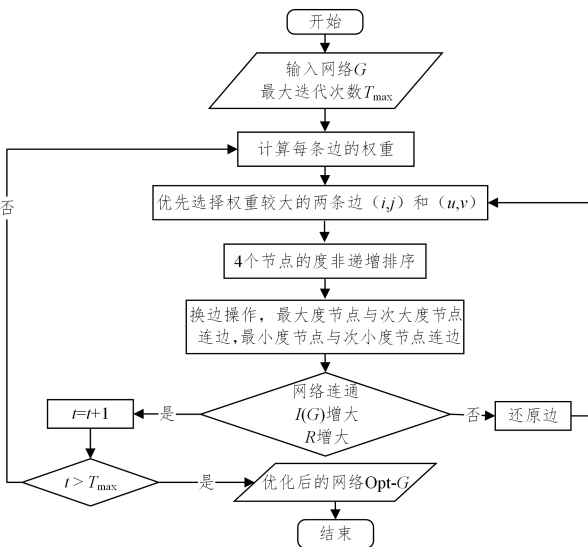 开始
输入网络G
最大迭代次数Tmax
计算每条边的权重
否
优先选择权重较大的两条边（i,j）和（u,v）
4个节点的度非递增排序
换边操作，最大度节点与次大度节点
连边,最小度节点与次小度节点连边
网络连通
I(G)增大
R增大
是
t=t+1
否
还原边
t > Tmax
是
优化后的网络Opt-G
结束